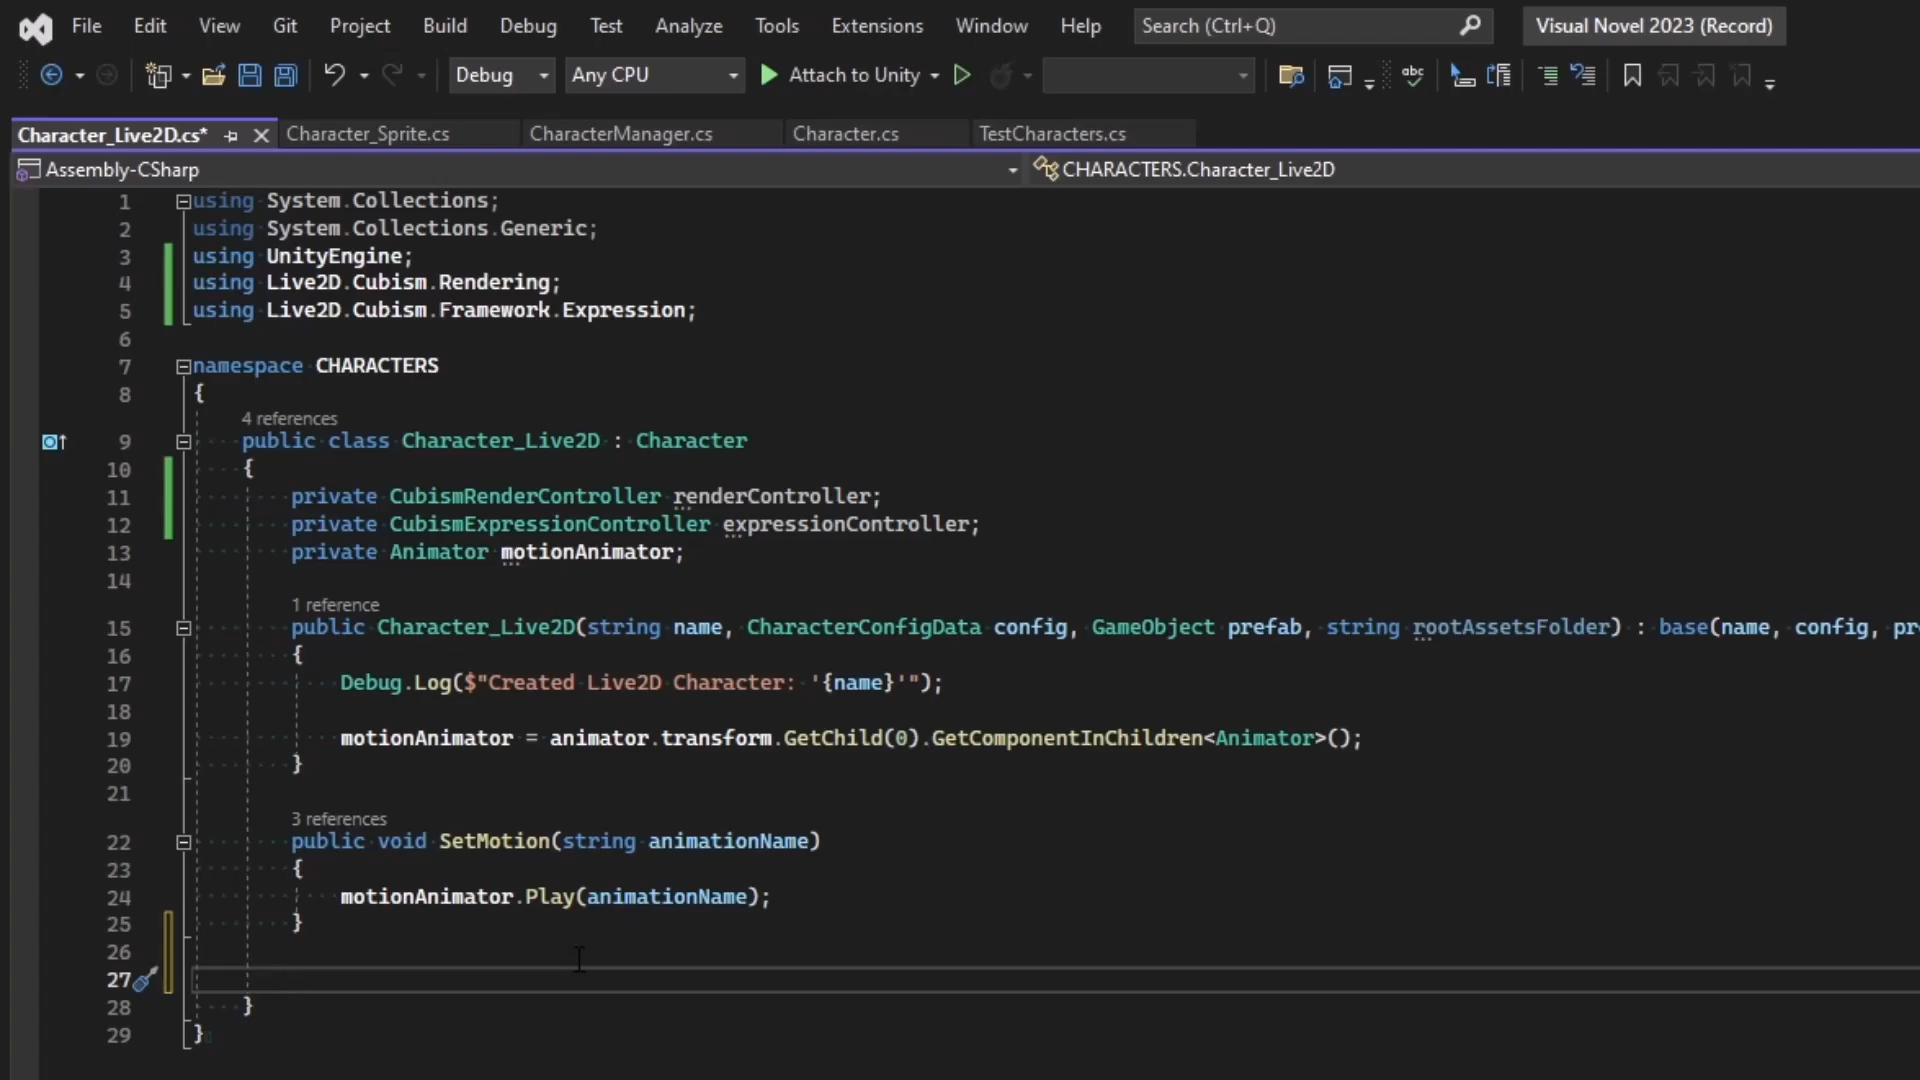 File Edit View Git Project Build Debug Test Analyze Tools Extensions Window Help Search (Ctrl+Q) Visual Novel 2023 (Record)
Debug Any CPU Attach to Unity abc
Character_Live2D.cs* Character_Sprite.cs CharacterManager.cs Character.cs TestCharacters.cs
Assembly-CSharp CHARACTERS.Character_Live2D
1 using System.Collections;
2 using System.Collections.Generic;
3 using UnityEngine;
4 using Live2D.Cubism.Rendering;
5 using Live2D.Cubism.Framework.Expression;
6
7 namespace CHARACTERS
8 {
4 references
9 public class Character_Live2D : Character
10 {
11 private CubismRenderController renderController;
12 private CubismExpressionController expressionController;
13 private Animator motionAnimator;
14
1 reference
15 public Character_Live2D(string name, CharacterConfigData config, GameObject prefab, string rootAssetsFolder) : base(name, config, pr
16 {
17 Debug.Log($"Created Live2D Character: '{name}'");
18
19 motionAnimator = animator.transform.GetChild(0).GetComponentInChildren<Animator>();
20 }
21
3 references
22 public void SetMotion(string animationName)
23 {
24 motionAnimator.Play(animationName);
25 }
26
27
28 }
29 }